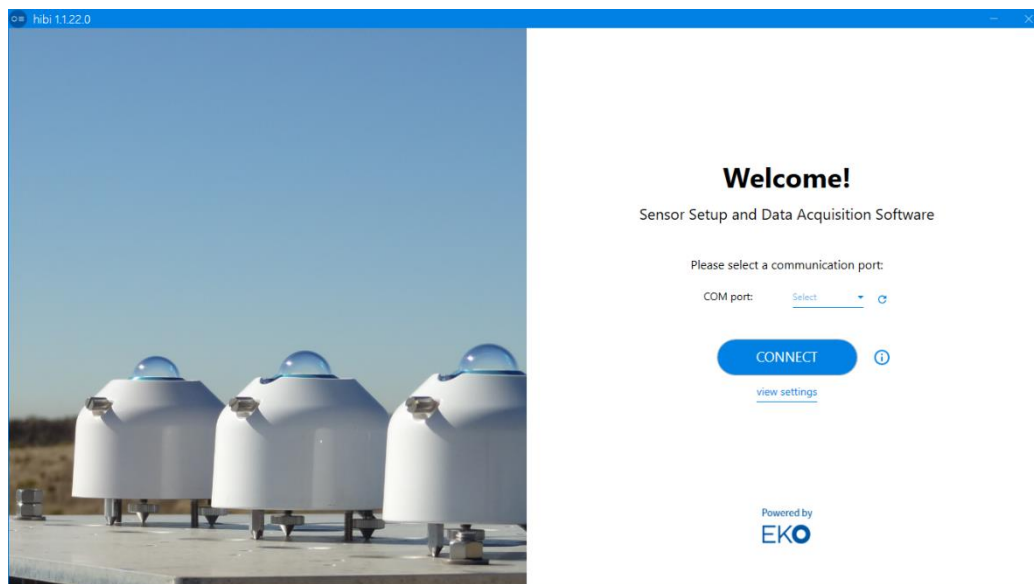 hibi 1.1.22.0
Welcome!
Sensor Setup and Data Acquisition Software
Please select a communication port:
COM port: Select
CONNECT
view settings
Powered by
EKO